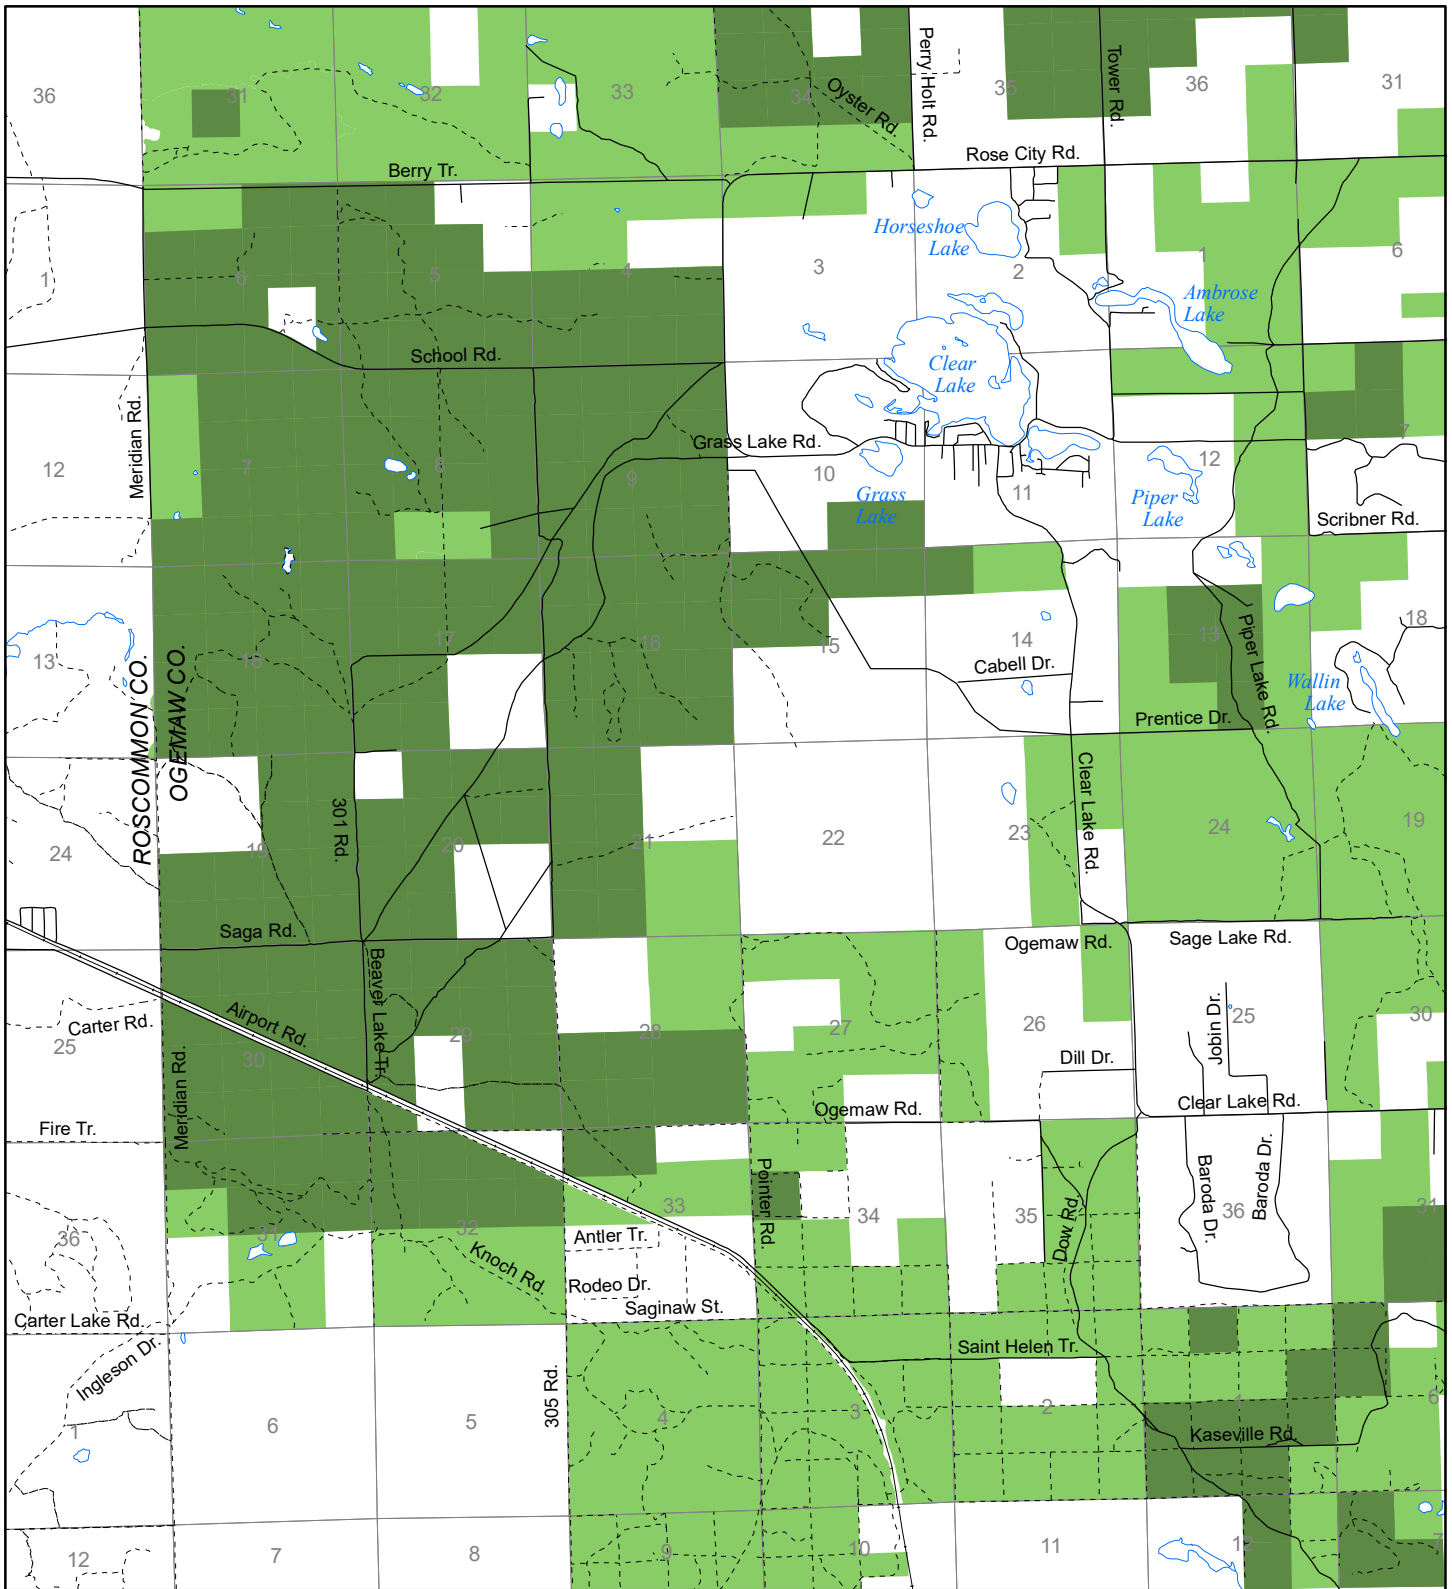 36
31
32
33
34
Oyster Rd.
Perry Holt Rd.
35
Tower Rd.
36
31
Berry Tr.
Rose City Rd.
1
6
5
4
3
Horseshoe
Lake
2
1
6
Ambrose
Lake
School Rd.
Clear
Lake
Meridian Rd.
12
7
8
9
Grass Lake Rd.
10
Grass
Lake
11
12
Piper
Lake
7
Scribner Rd.
13
ROSCOMMON CO.
OGEMAW CO.
18
17
16
15
14
Cabell Dr.
13
Piper Lake Rd.
18
Wallin
Lake
Prentice Dr.
24
19
301 Rd.
20
21
22
23
Clear Lake Rd.
24
19
Saga Rd.
Ogemaw Rd.
Sage Lake Rd.
Carter Rd.
25
Airport Rd.
30
Beaver Lake Tr.
29
28
27
26
Jobin Dr.
25
30
Dill Dr.
Meridian Rd.
Fire Tr.
Ogemaw Rd.
Clear Lake Rd.
36
31
32
33
Pointer Rd.
34
35
Dow Rd.
Baroda Dr.
36
Baroda Dr.
31
Antler Tr.
Knoch Rd.
Rodeo Dr.
Saginaw St.
Carter Lake Rd.
Ingleson Dr.
Saint Helen Tr.
1
6
5
305 Rd.
4
3
2
1
6
Kaseville Rd.
12
7
8
9
10
11
12
7